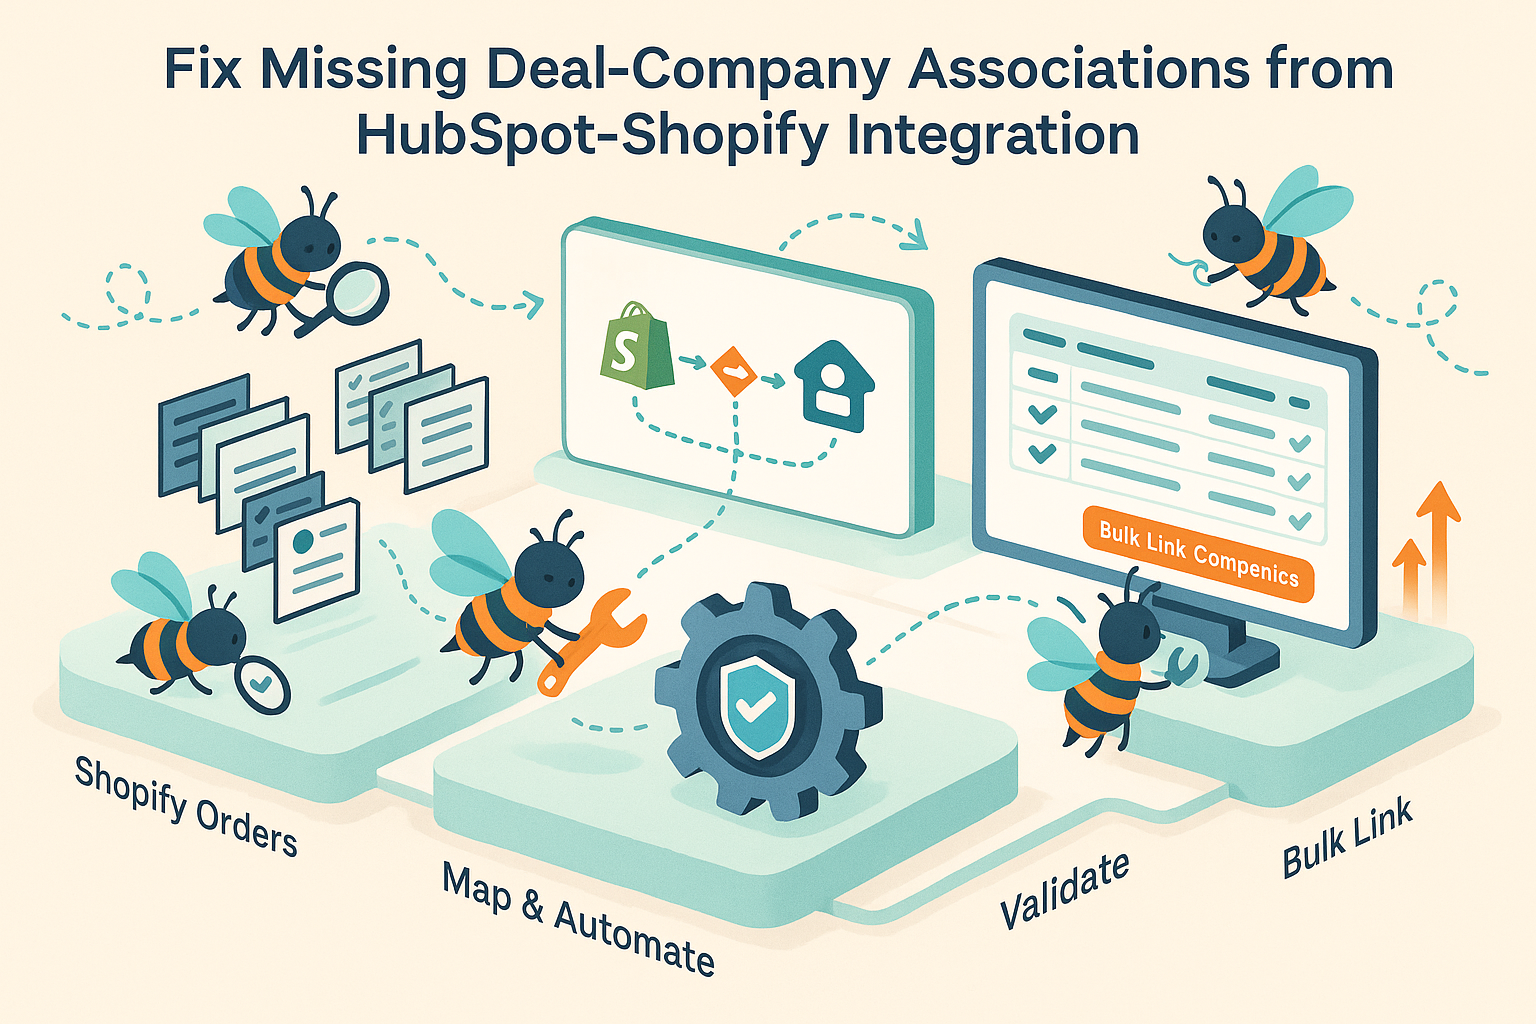 Fix Missing Deal-Company Associations from
HubSpot-Shopify Integration
S
Bulk Link Compenics
Shopify Orders
Map & Automate
Validate
Bulk Link